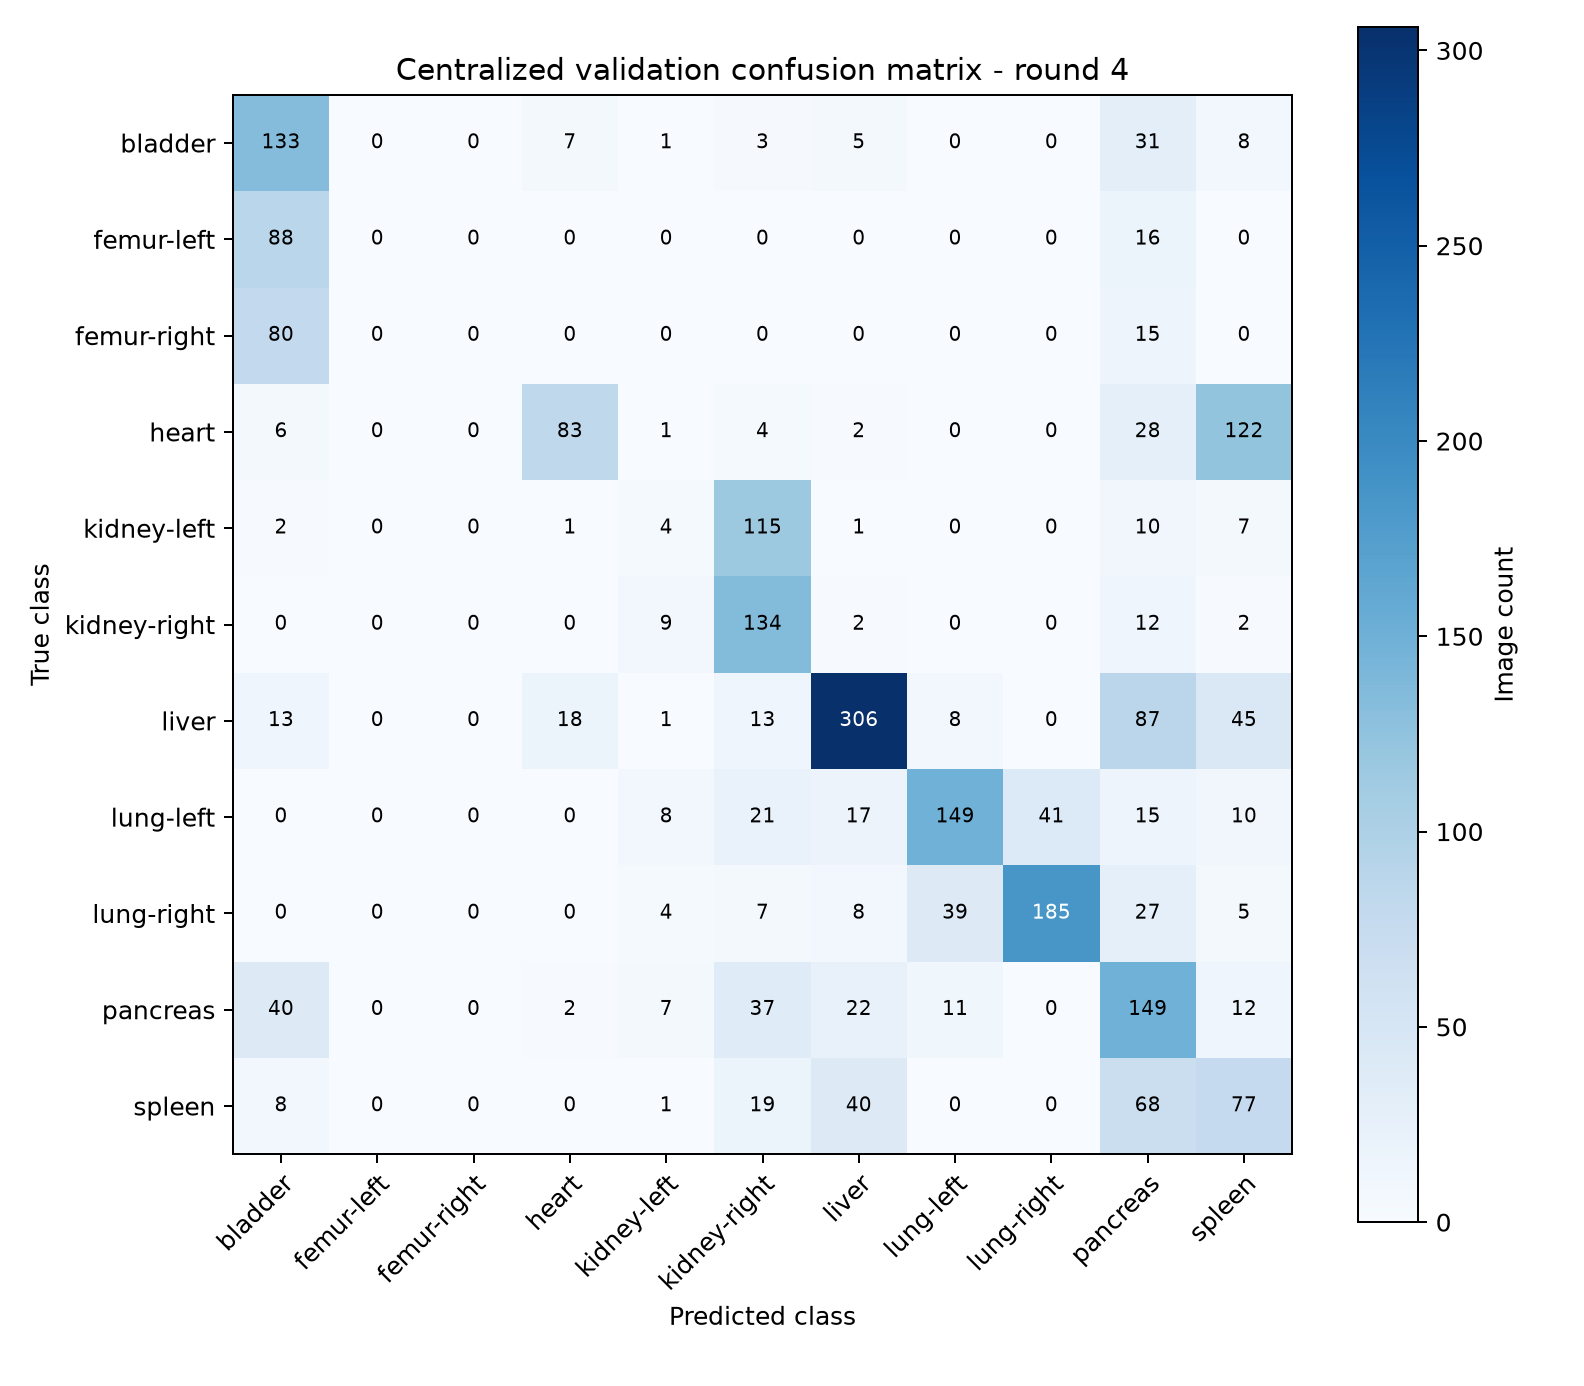 Centralized validation confusion matrix - round 4
bladder 133 0 0 7 1 3 5 0 0 31 8
femur-left 88 0 0 0 0 0 0 0 0 16 0
femur-right 80 0 0 0 0 0 0 0 0 15 0
heart 6 0 0 83 1 4 2 0 0 28 122
kidney-left 2 0 0 1 4 115 1 0 0 10 7
kidney-right 0 0 0 0 9 134 2 0 0 12 2
liver 13 0 0 18 1 13 306 8 0 87 45
lung-left 0 0 0 0 8 21 17 149 41 15 10
lung-right 0 0 0 0 4 7 8 39 185 27 5
pancreas 40 0 0 2 7 37 22 11 0 149 12
spleen 8 0 0 0 1 19 40 0 0 68 77
bladder femur-left femur-right heart kidney-left kidney-right liver lung-left lung-right pancreas spleen
Predicted class
True class
300
250
200
150
100
50
0
Image count